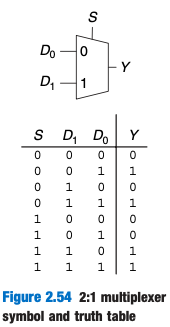 S
D₀ 0
Y
D₁ 1
S D₁ D₀ Y
0 0 0 0
0 0 1 1
0 1 0 0
0 1 1 1
1 0 0 0
1 0 1 0
1 1 0 1
1 1 1 1
Figure 2.54 2:1 multiplexer
symbol and truth table